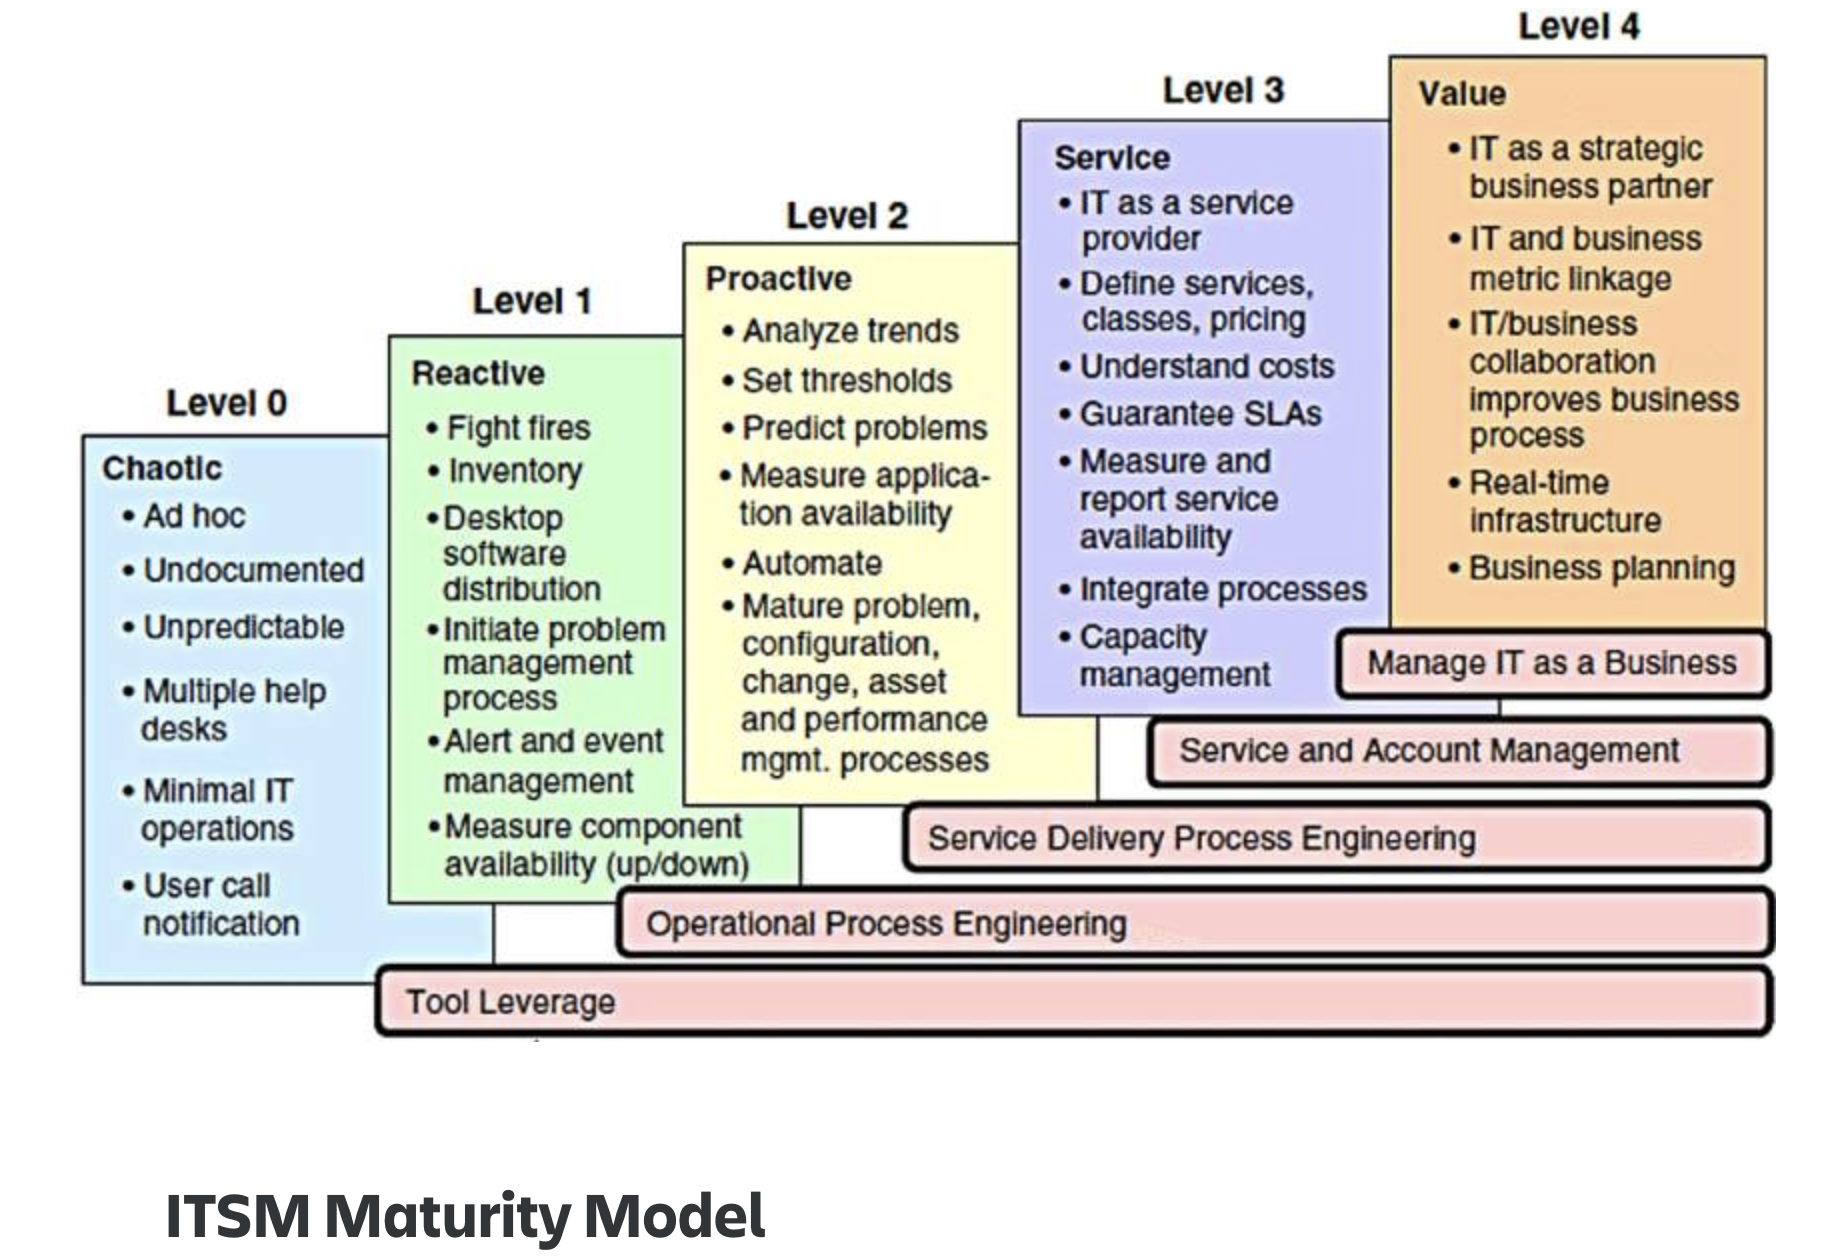 Level 0
Chaotic
• Ad hoc
• Undocumented
• Unpredictable
• Multiple help
desks
• Minimal IT
operations
• User call
notification
Level 1
Reactive
• Fight fires
• Inventory
• Desktop
software
distribution
• Initiate problem
management
process
• Alert and event
management
• Measure component
availability (up/down)
Level 2
Proactive
• Analyze trends
• Set thresholds
• Predict problems
• Measure applica-
tion availability
• Automate
• Mature problem,
configuration,
change, asset
and performance
mgmt. processes
Level 3
Service
• IT as a service
provider
• Define services,
classes, pricing
• Understand costs
• Guarantee SLAs
• Measure and
report service
availability
• Integrate processes
• Capacity
management
Level 4
Value
• IT as a strategic
business partner
• IT and business
metric linkage
• IT/business
collaboration
improves business
process
• Real-time
infrastructure
• Business planning
Manage IT as a Business
Service and Account Management
Service Delivery Process Engineering
Operational Process Engineering
Tool Leverage
ITSM Maturity Model